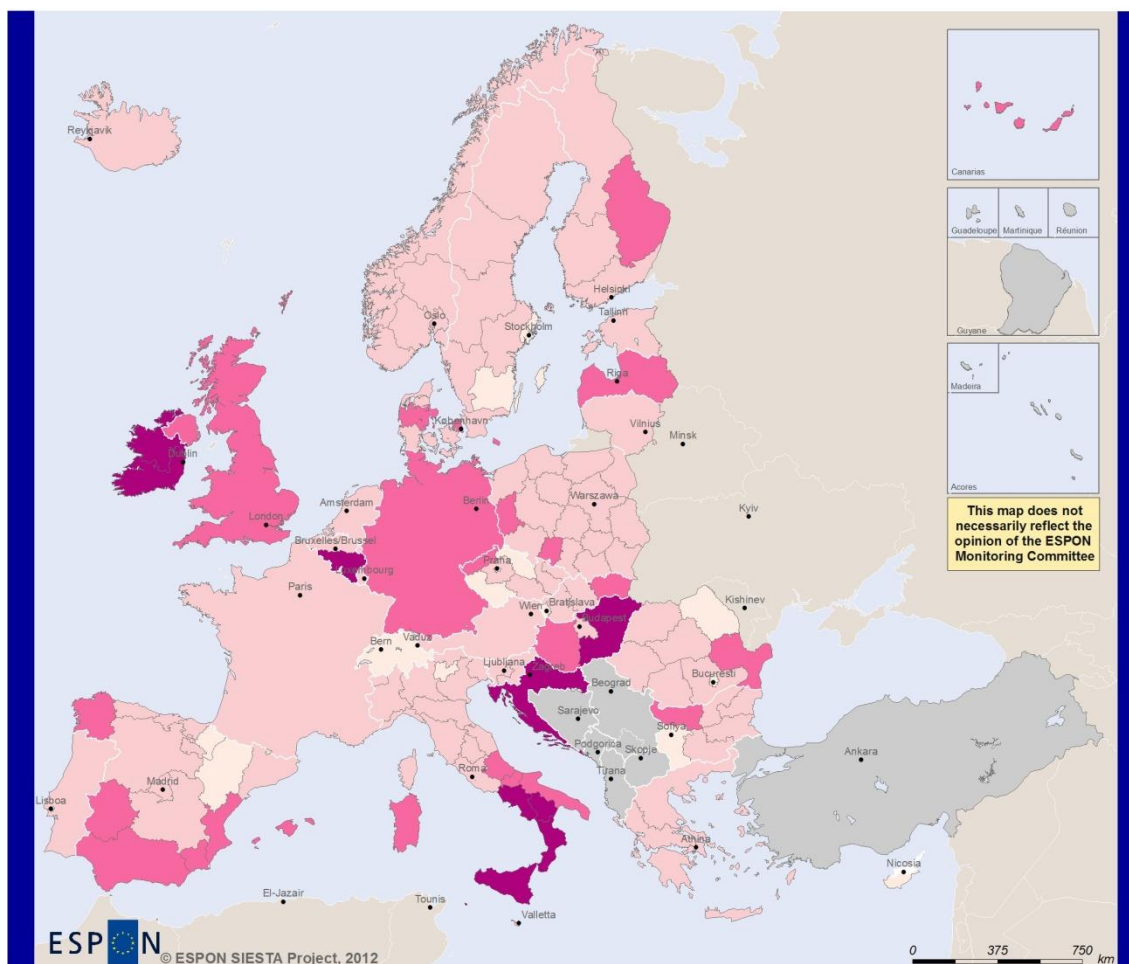 Canarias
Reykjavik
Guadeloupe
Martinique
Réunion
Guyane
Helsinki
Tallinn
Oslo
Stockholm
Madeira
Riga
København
Vilnius
Minsk
Dublin
Acores
Berlin
Warszawa
Amsterdam
London
Kyiv
This map does not
necessarily reflect the
opinion of the ESPON
Monitoring Committee
Bruxelles/Brussel
Praha
Paris
Kishinev
Wien
Bratislava
Budapest
Bern
Vaduz
Ljubljana
Zagreb
Bucuresti
Beograd
Sarajevo
Sofiya
Podgorica
Skopje
Ankara
Roma
Tirana
Madrid
Lisboa
Athina
Nicosia
El-Jazair
Tounis
Valletta
ESPON
© ESPON SIESTA Project, 2012
0 375 750
km